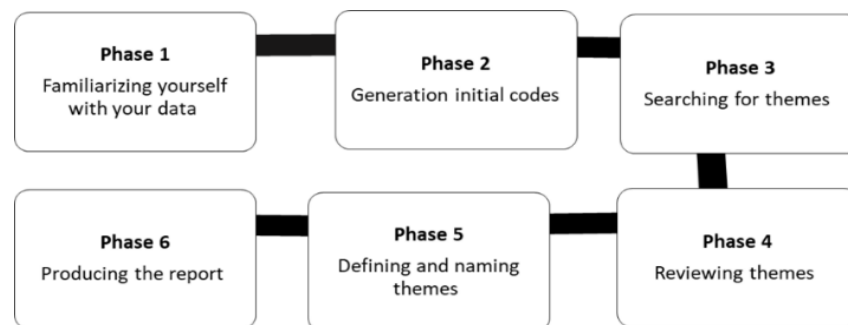 Phase 1
Familiarizing yourself
with your data
Phase 2
Generation initial codes
Phase 3
Searching for themes
Phase 4
Reviewing themes
Phase 5
Defining and naming
themes
Phase 6
Producing the report